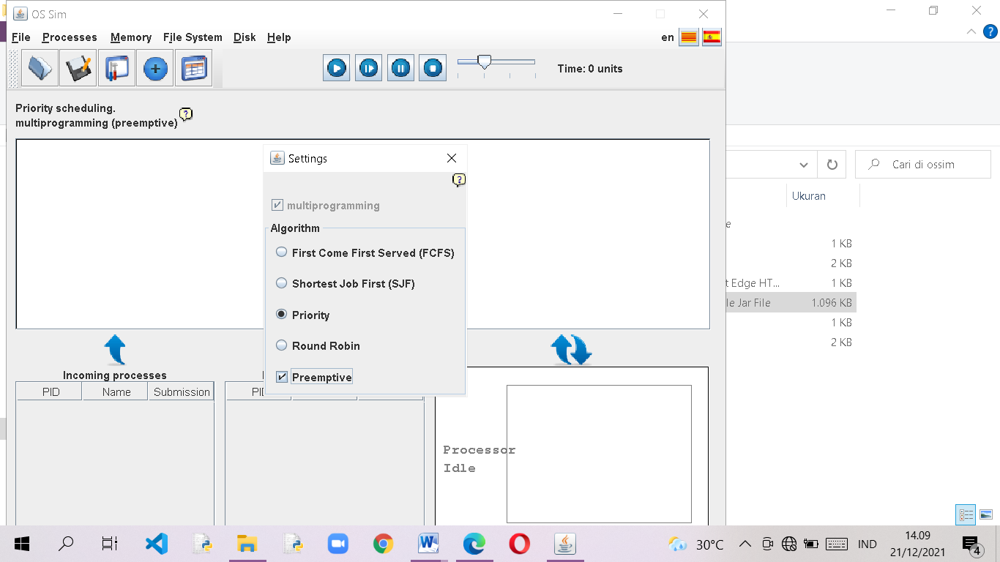 OS Sim
File Processes Memory File System Disk Help
en
Time: 0 units
Priority scheduling.
multiprogramming (preemptive)
?
Settings
?
multiprogramming
Algorithm
First Come First Served (FCFS)
Shortest Job First (SJF)
Priority
Round Robin
Preemptive
Incoming processes
PID Name Submission
Processor
Idle
Cari di ossim
Ukuran
1 KB
2 KB
t Edge HT... 1 KB
le Jar File 1.096 KB
1 KB
2 KB
30°C
IND
14.09
21/12/2021
4